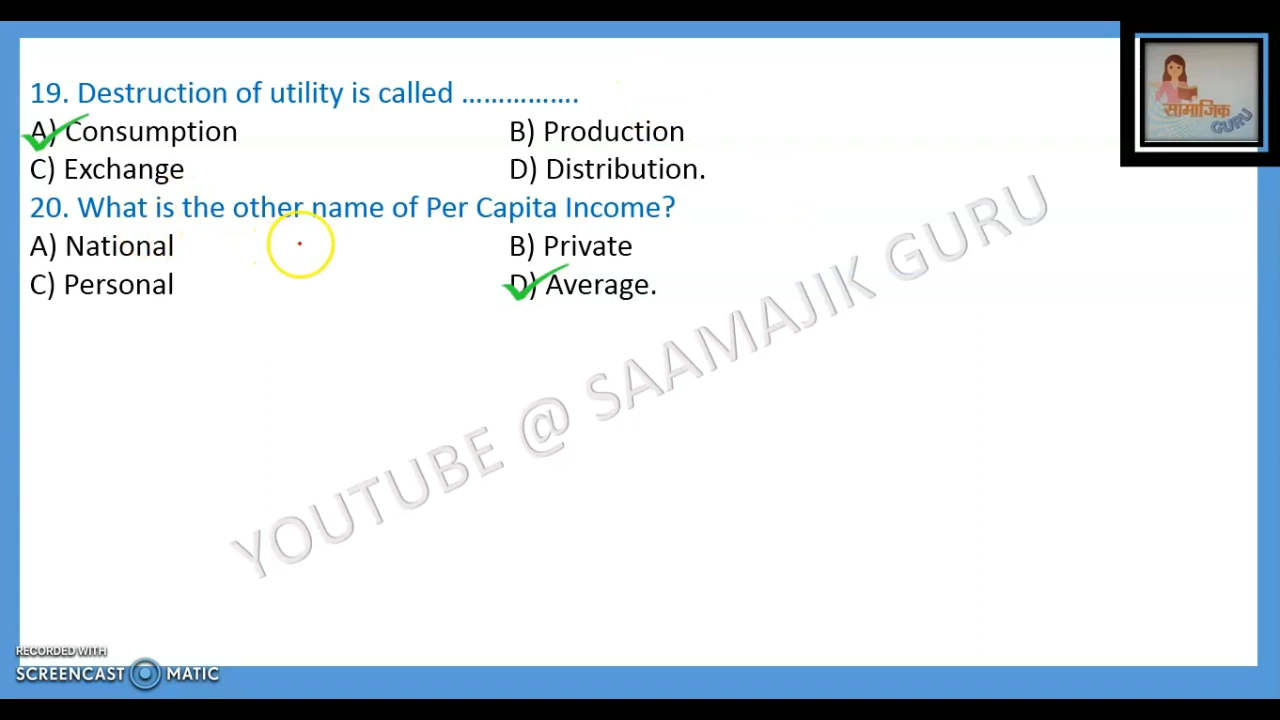 19. Destruction of utility is called …………….
A) Consumption B) Production
C) Exchange D) Distribution.
20. What is the other name of Per Capita Income?
A) National B) Private
C) Personal D) Average.
YOUTUBE @ SAAMAJIK GURU
सामाजिक
GURU
RECORDED WITH
SCREENCAST MATIC